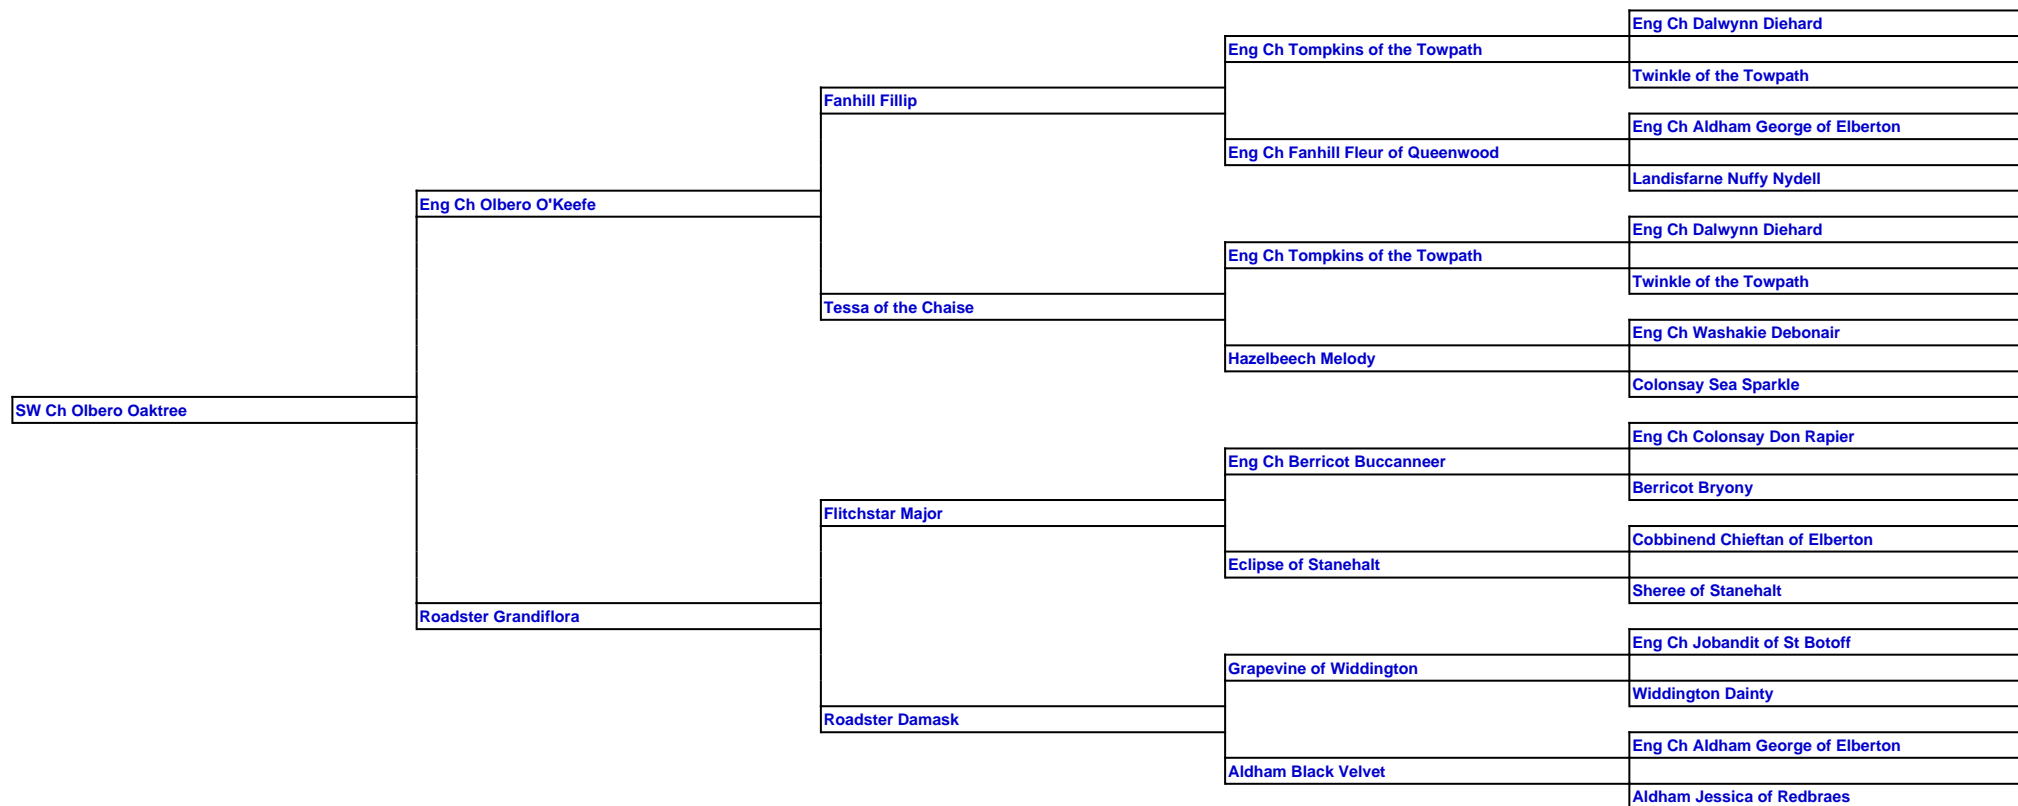 Eng Ch Dalwynn Diehard
Eng Ch Tompkins of the Towpath
Twinkle of the Towpath
Fanhill Fillip
Eng Ch Aldham George of Elberton
Eng Ch Fanhill Fleur of Queenwood
Landisfarne Nuffy Nydell
Eng Ch Olbero O'Keefe
Eng Ch Dalwynn Diehard
Eng Ch Tompkins of the Towpath
Twinkle of the Towpath
Tessa of the Chaise
Eng Ch Washakie Debonair
Hazelbeech Melody
Colonsay Sea Sparkle
SW Ch Olbero Oaktree
Eng Ch Colonsay Don Rapier
Eng Ch Berricot Buccanneer
Berricot Bryony
Flitchstar Major
Cobbinend Chieftan of Elberton
Eclipse of Stanehalt
Sheree of Stanehalt
Roadster Grandiflora
Eng Ch Jobandit of St Botoff
Grapevine of Widdington
Widdington Dainty
Roadster Damask
Eng Ch Aldham George of Elberton
Aldham Black Velvet
Aldham Jessica of Redbraes